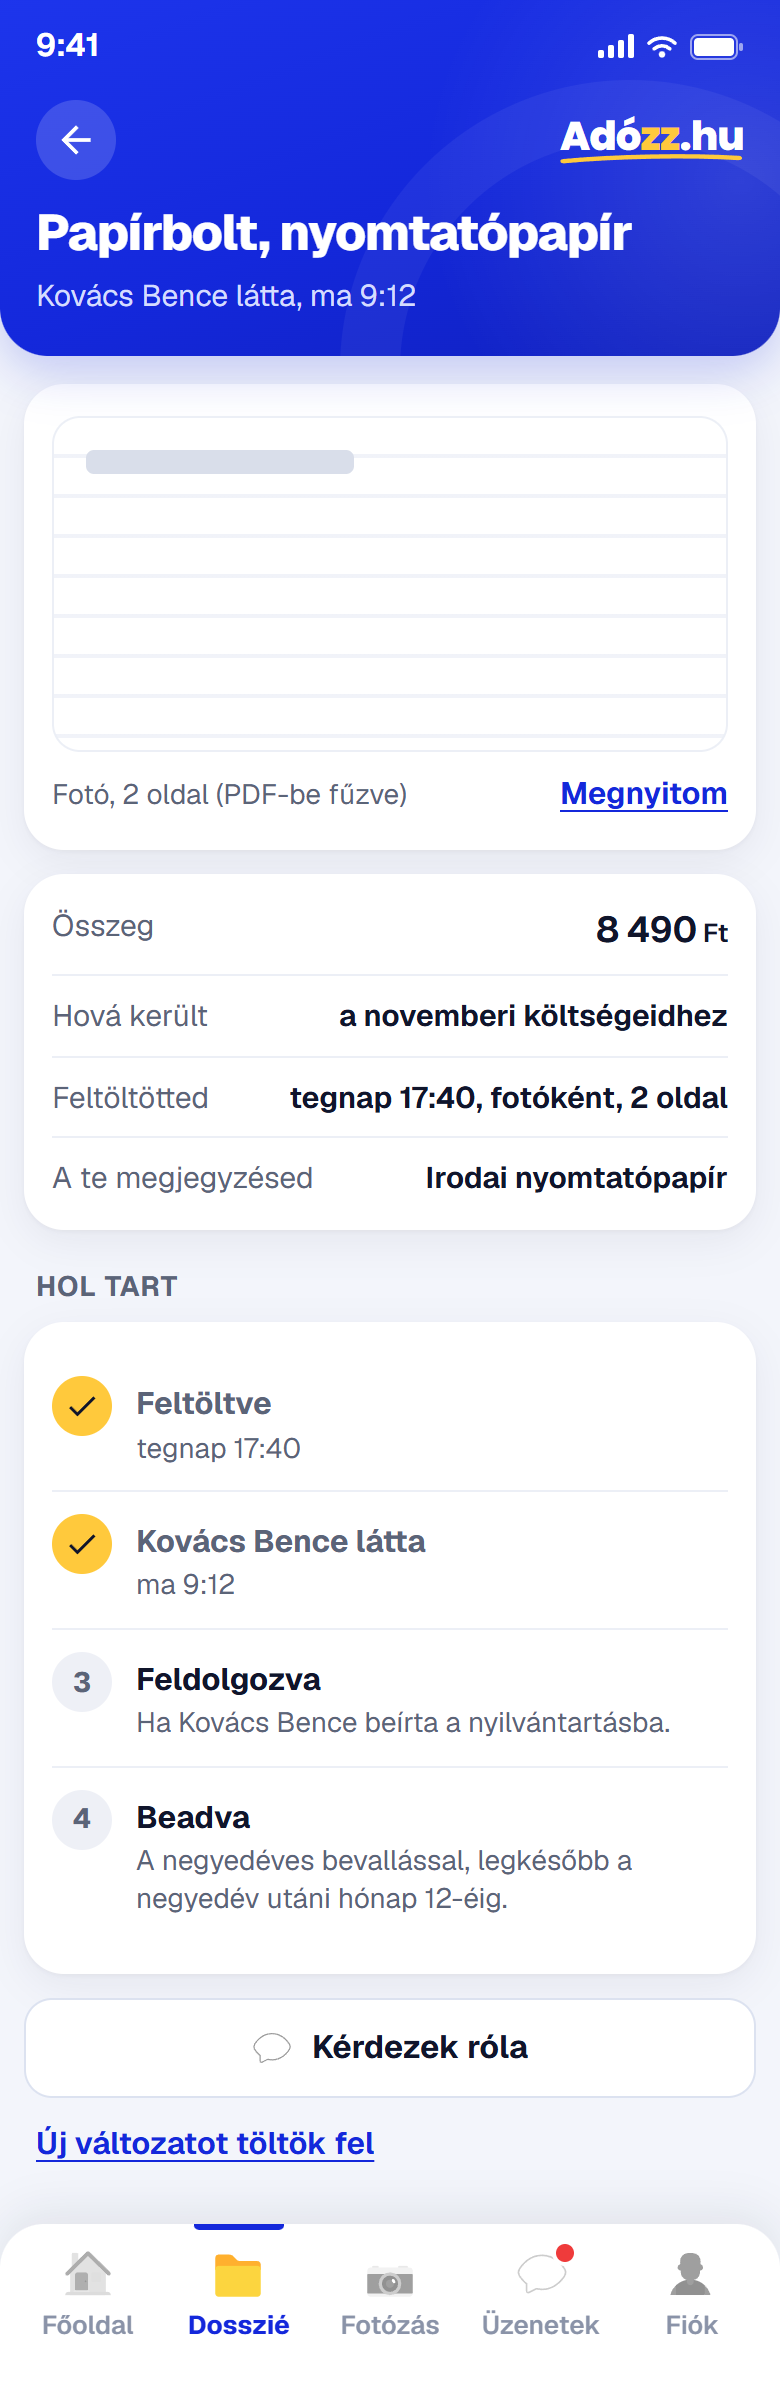 9:41
Adózz.hu
Papírbolt, nyomtatópapír
Kovács Bence látta, ma 9:12
Fotó, 2 oldal (PDF-be fűzve)
Megnyitom
Összeg
8 490 Ft
Hová került
a novemberi költségeidhez
Feltöltötted
tegnap 17:40, fotóként, 2 oldal
A te megjegyzésed
Irodai nyomtatópapír
HOL TART
Feltöltve
tegnap 17:40
Kovács Bence látta
ma 9:12
3
Feldolgozva
Ha Kovács Bence beírta a nyilvántartásba.
4
Beadva
A negyedéves bevallással, legkésőbb a
negyedév utáni hónap 12-éig.
Kérdezek róla
Új változatot töltök fel
Főoldal
Dosszié
Fotózás
Üzenetek
Fiók